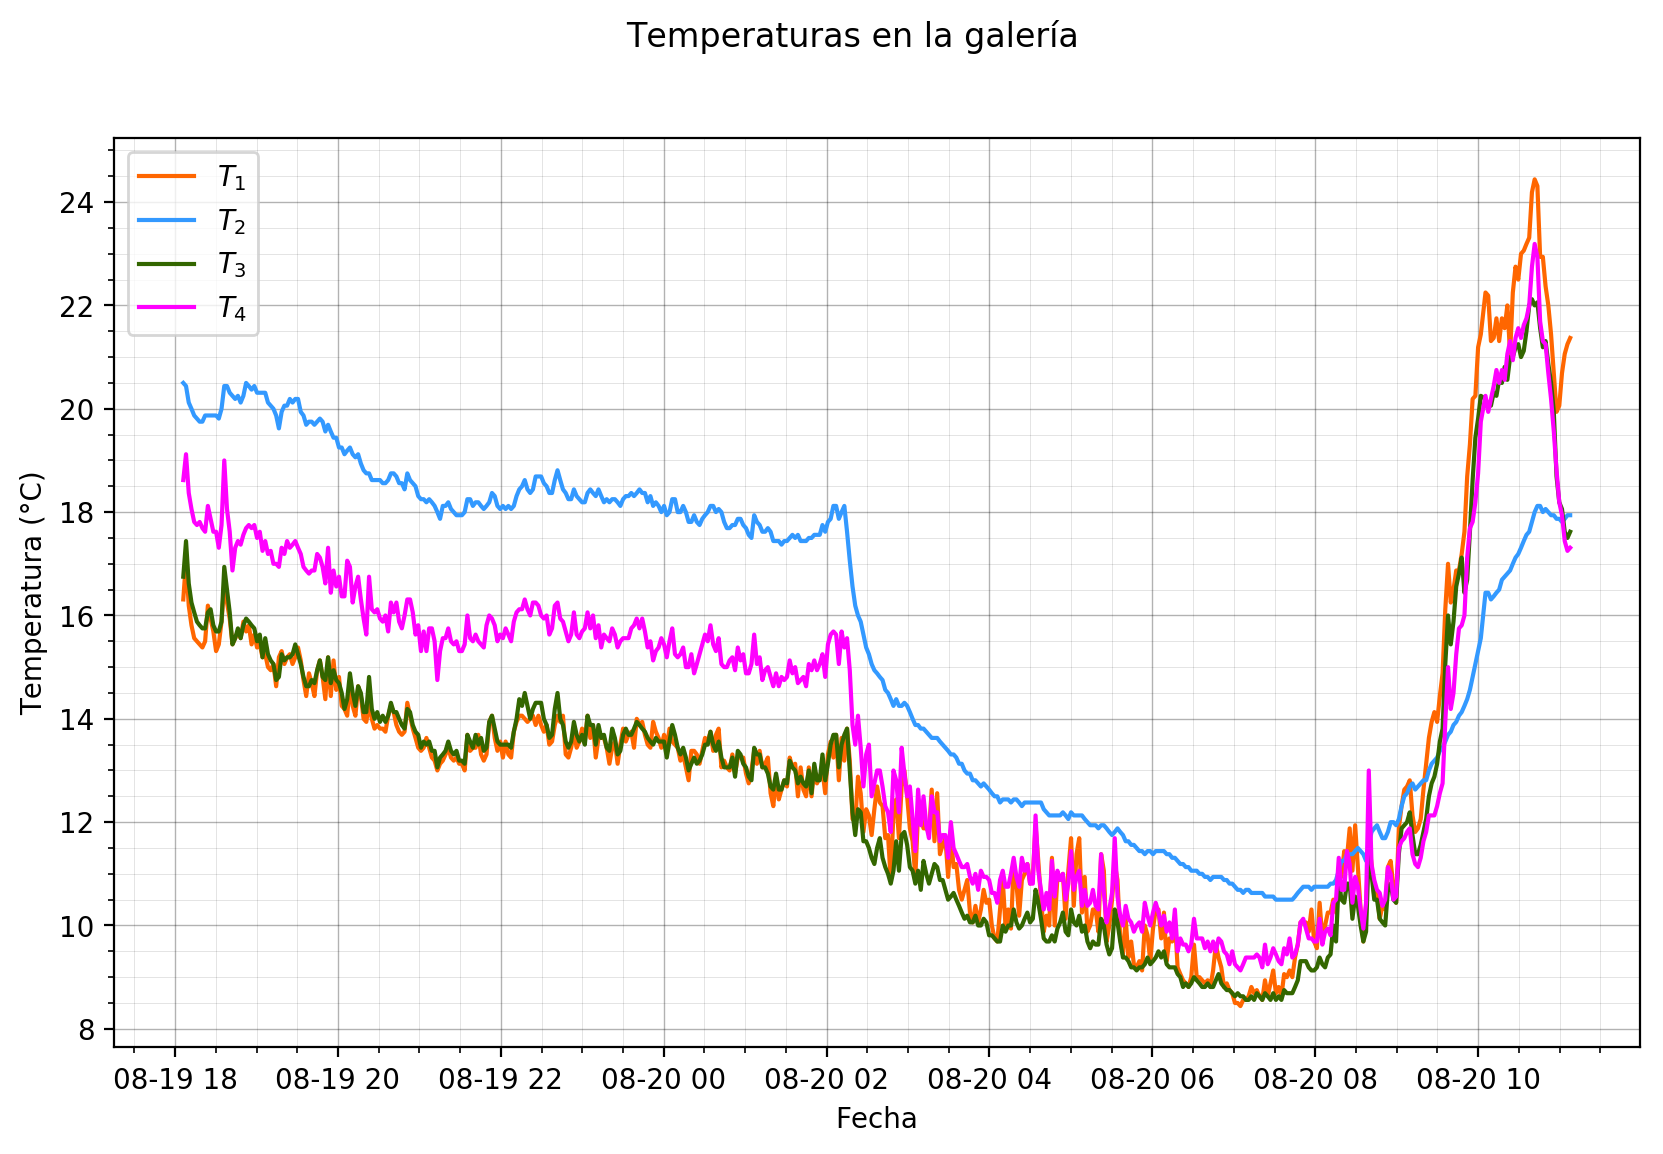 Temperaturas en la galería
T₁
T₂
T₃
T₄
Temperatura (°C)
24
22
20
18
16
14
12
10
8
08-19 18 08-19 20 08-19 22 08-20 00 08-20 02 08-20 04 08-20 06 08-20 08 08-20 10
Fecha